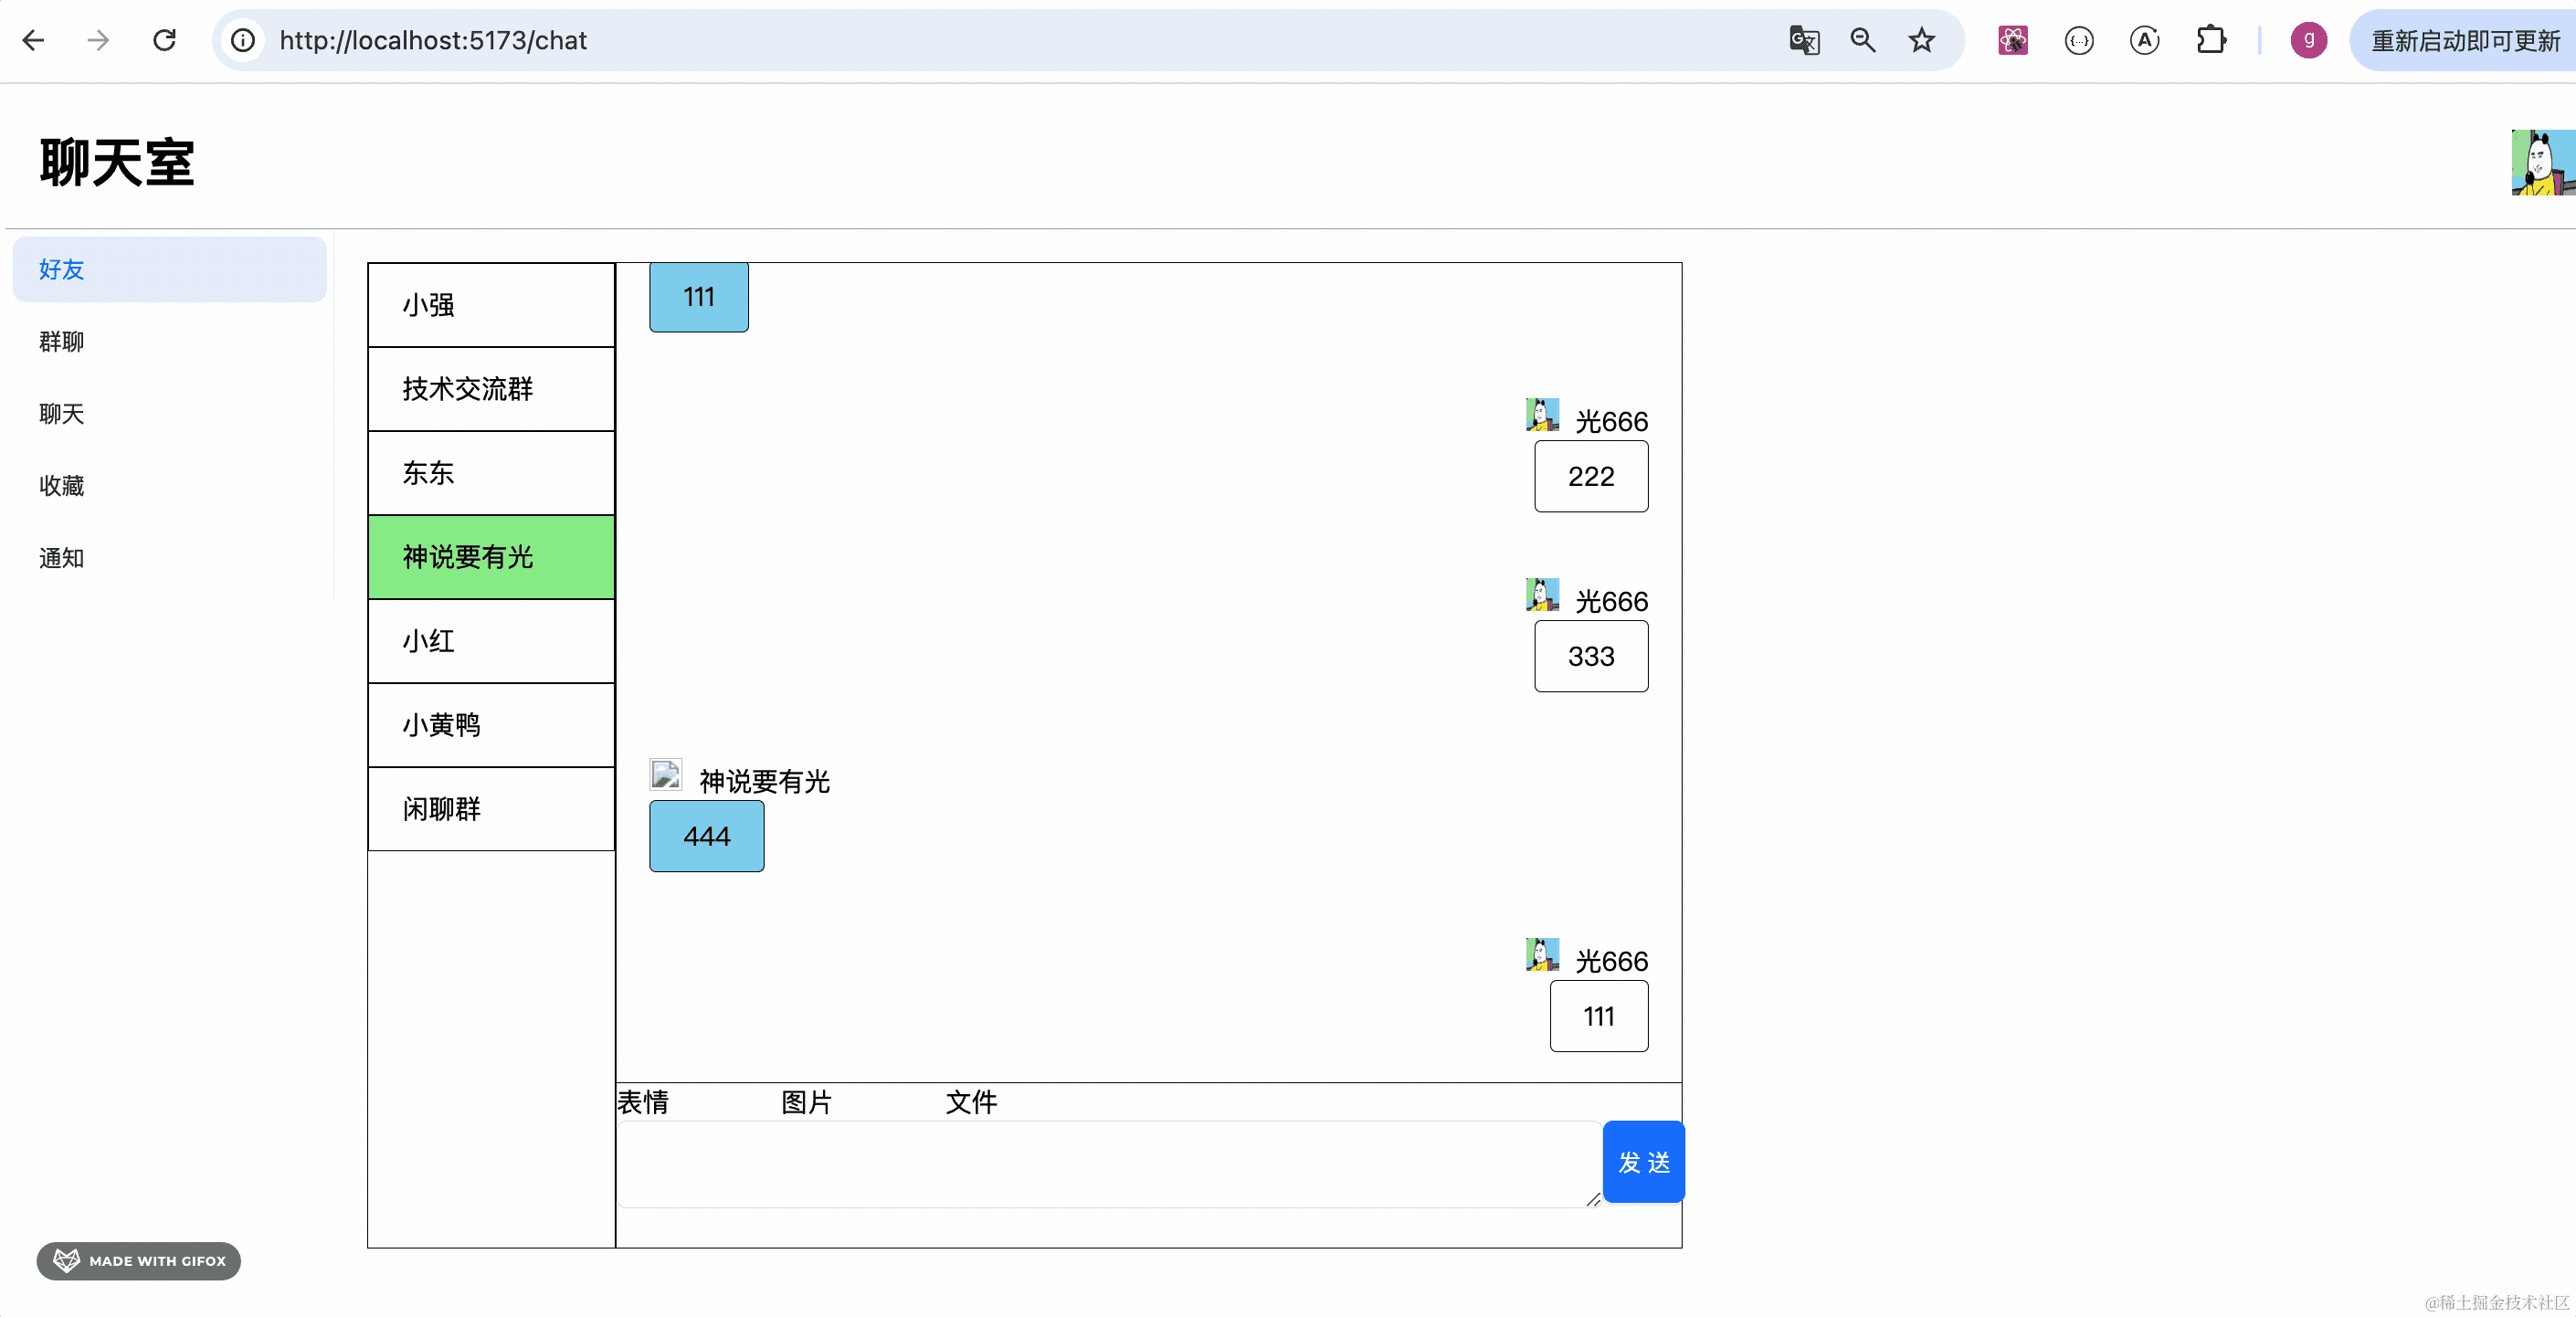 http://localhost:5173/chat
g
重新启动即可更新
聊天室
好友
群聊
聊天
收藏
通知
小强
技术交流群
东东
神说要有光
小红
小黄鸭
闲聊群
111
光666
222
光666
333
神说要有光
444
光666
111
表情 图片 文件
发 送
MADE WITH GIFOX
@稀土掘金技术社区